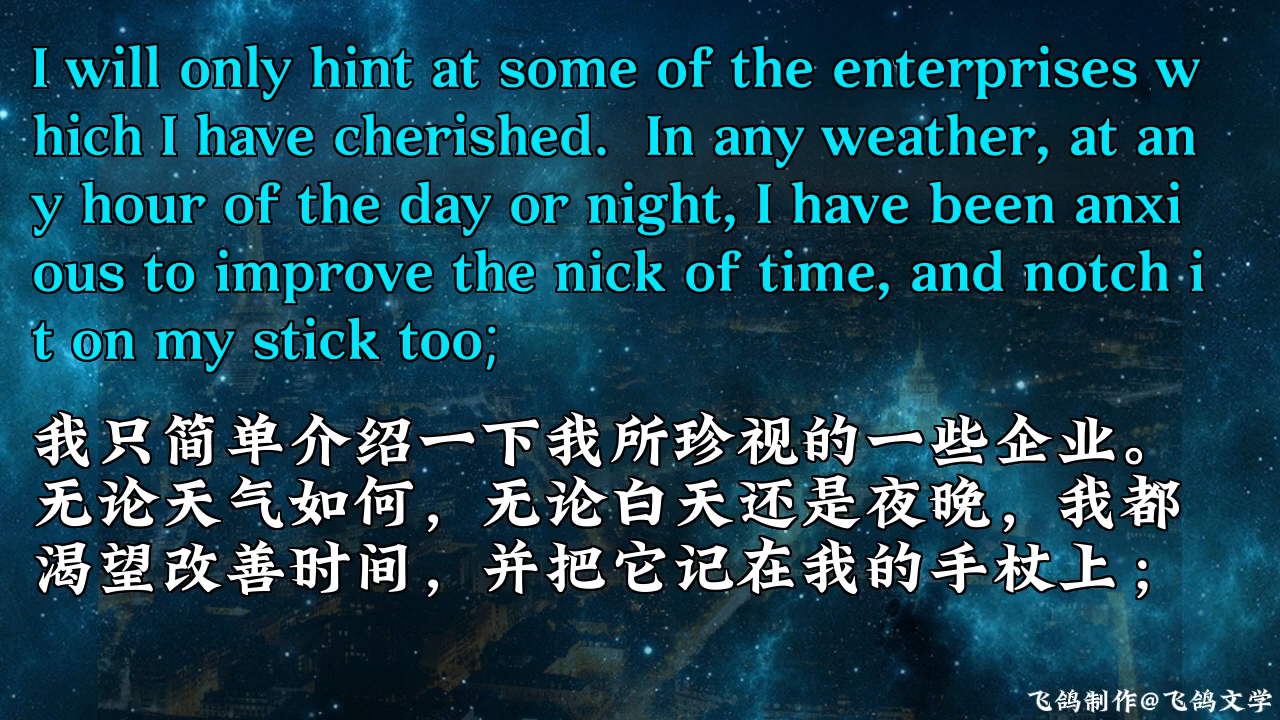 I will only hint at some of the enterprises w
hich I have cherished.  In any weather, at an
y hour of the day or night, I have been anxi
ous to improve the nick of time, and notch i
t on my stick too;
我只简单介绍一下我所珍视的一些企业。
无论天气如何，无论白天还是夜晚，我都
渴望改善时间，并把它记在我的手杖上；
飞鸽制作@飞鸽文学